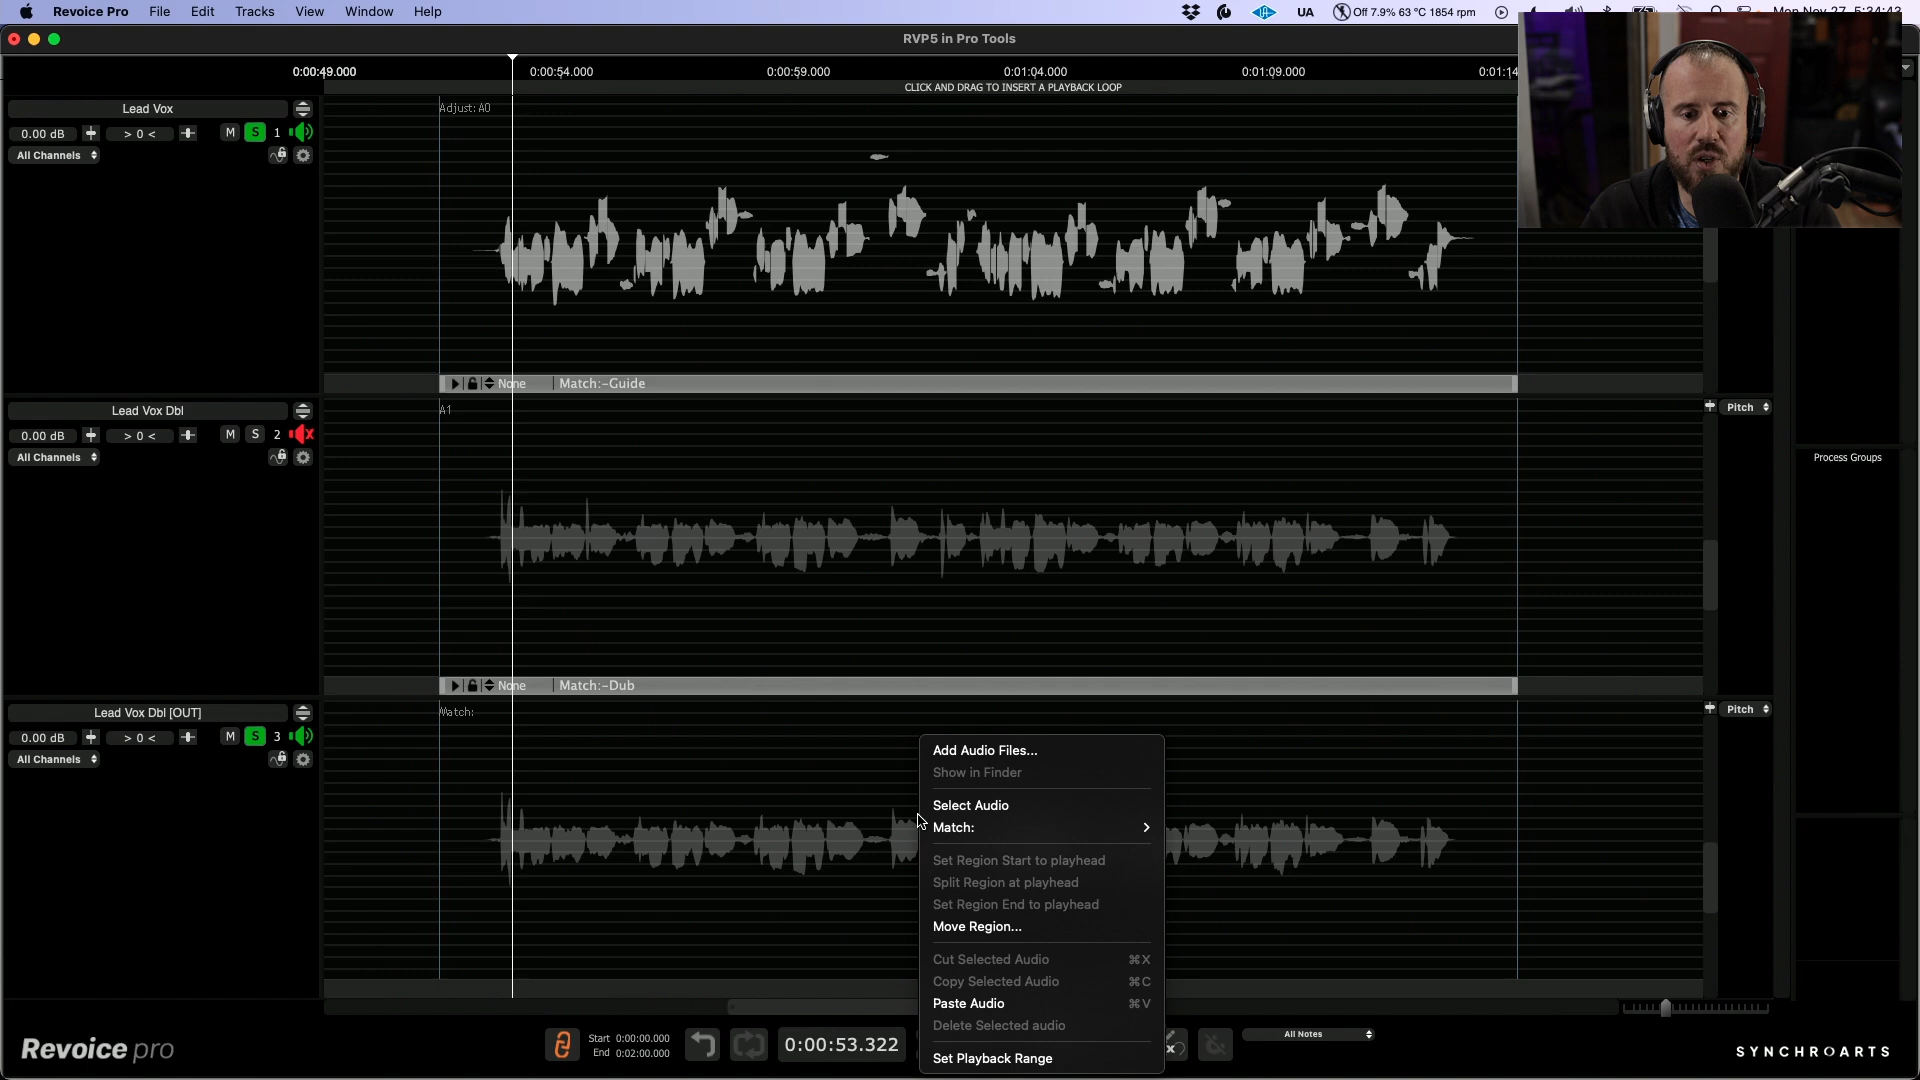 Revoice Pro File Edit Tracks View Window Help
UA Off 7.9% 63 °C 1854 rpm
RVP5 in Pro Tools
0:00:49.000 0:00:54.000 0:00:59.000 0:01:04.000 0:01:09.000 0:01:14
CLICK AND DRAG TO INSERT A PLAYBACK LOOP
Lead Vox
Adjust: AO
0.00 dB > 0 < M S 1
All Channels
None Match:-Guide
Lead Vox Dbl
A1
Pitch
0.00 dB > 0 < M S 2
All Channels
Process Groups
None Match:-Dub
Lead Vox Dbl [OUT]
Match:
Pitch
0.00 dB > 0 < M S 3
All Channels
Add Audio Files...
Show in Finder
Select Audio
Match:
Set Region Start to playhead
Split Region at playhead
Set Region End to playhead
Move Region...
Cut Selected Audio ⌘X
Copy Selected Audio ⌘C
Paste Audio ⌘V
Delete Selected audio
Set Playback Range
Revoice pro
Start 0:00:00.000
End 0:02:00.000
0:00:53.322
All Notes
SYNCHROARTS